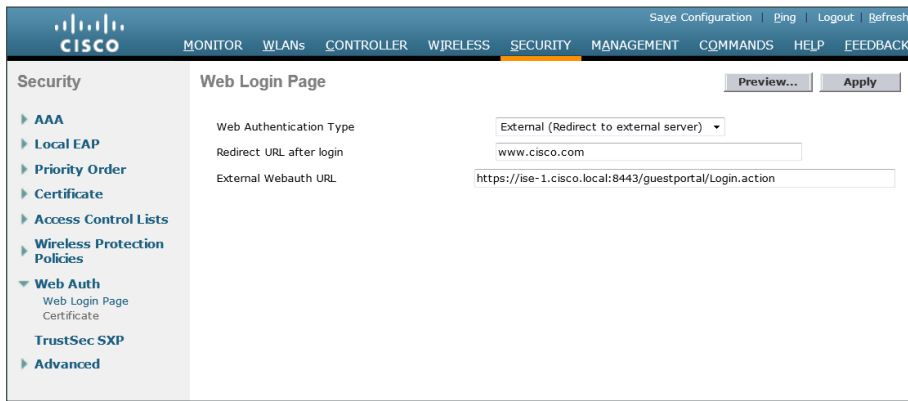 Save Configuration | Ping | Logout | Refresh
CISCO
MONITOR WLANs CONTROLLER WIRELESS SECURITY MANAGEMENT COMMANDS HELP FEEDBACK
Security
AAA
Local EAP
Priority Order
Certificate
Access Control Lists
Wireless Protection
Policies
Web Auth
Web Login Page
Certificate
TrustSec SXP
Advanced
Web Login Page
Preview...
Apply
Web Authentication Type External (Redirect to external server)
Redirect URL after login www.cisco.com
External Webauth URL https://ise-1.cisco.local:8443/guestportal/Login.action